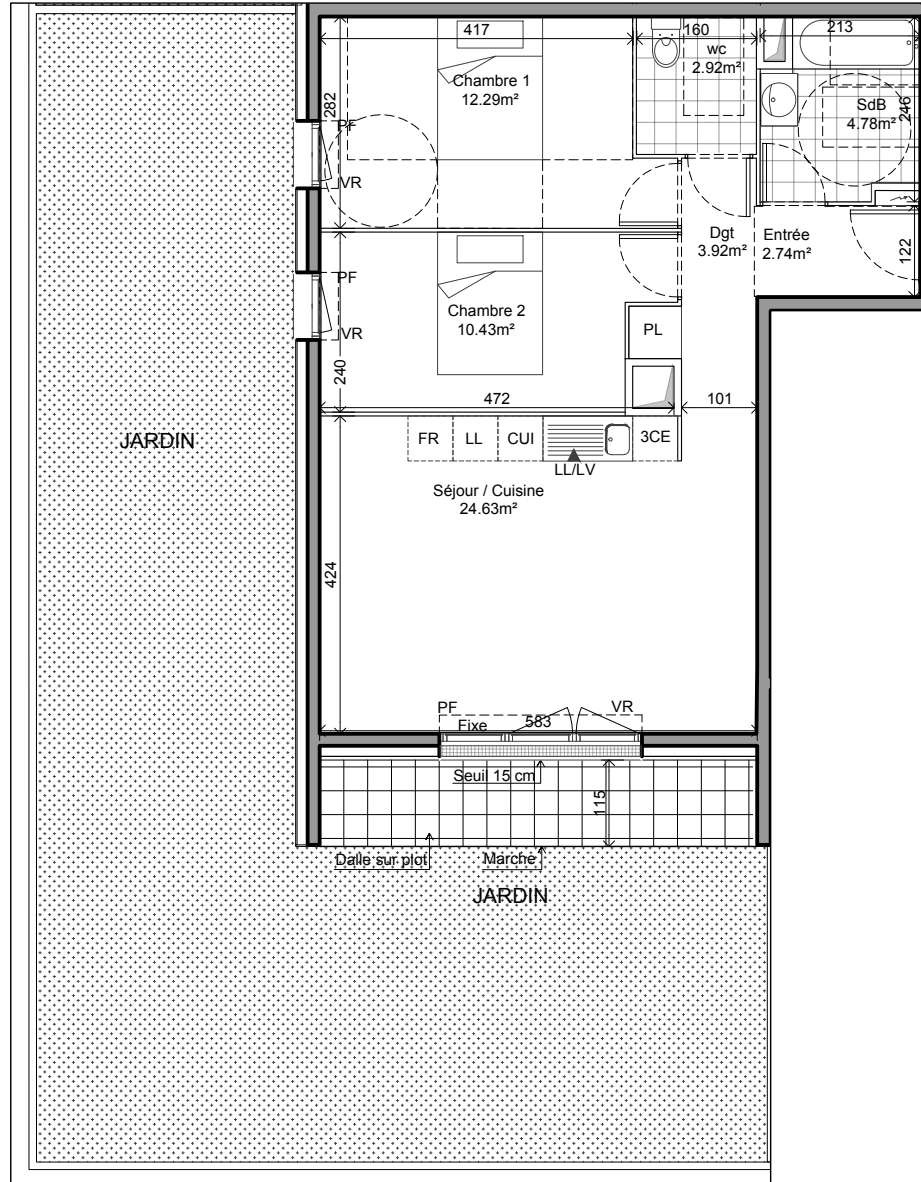 417
160
213
wc
2.92m²
Chambre 1
12.29m²
282
SdB
4.78m²
246
PF
VR
Dgt
3.92m²
Entrée
2.74m²
122
PF
VR
Chambre 2
10.43m²
PL
240
472
101
JARDIN
FR
LL
CUI
3CE
LL/LV
Séjour / Cuisine
24.63m²
424
PF
VR
Fixe
583
Seuil 15 cm
115
Dalle sur plot
Marche
JARDIN